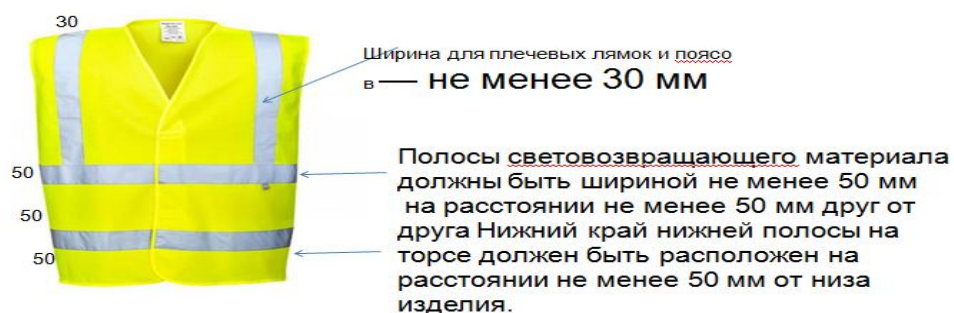 30
Ширина для плечевых лямок и поясо
в — не менее 30 мм
Полосы световозвращающего материала
50
должны быть шириной не менее 50 мм
на расстоянии не менее 50 мм друг от
50
друга Нижний край нижней полосы на
торсе должен быть расположен на
50
расстоянии не менее 50 мм от низа
изделия.